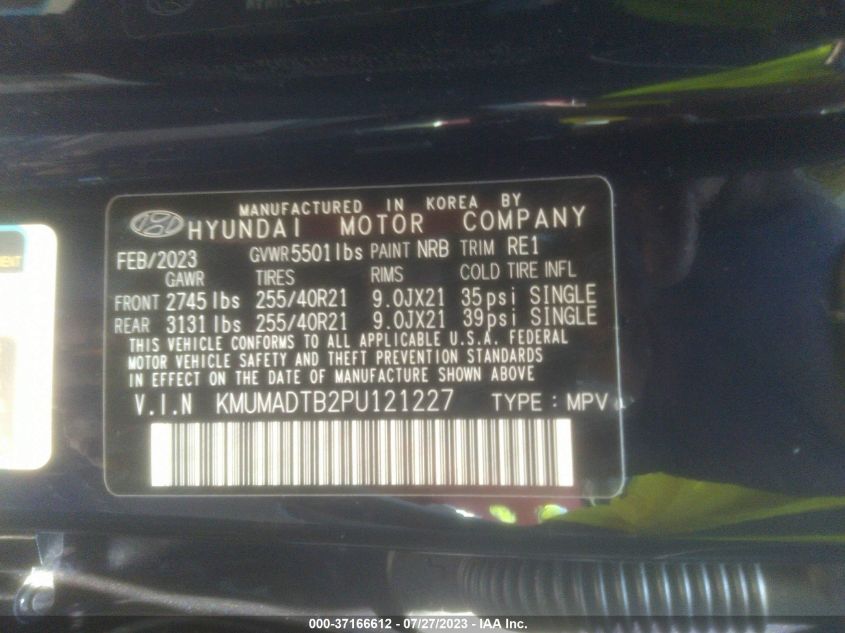 MANUFACTURED IN KOREA BY
HYUNDAI MOTOR COMPANY
FEB/2023 GVWR 5501lbs PAINT NRB TRIM RE1
GAWR TIRES RIMS COLD TIRE INFL
FRONT 2745 lbs 255/40R21 9.0JX21 35psi SINGLE
REAR 3131 lbs 255/40R21 9.0JX21 39psi SINGLE
THIS VEHICLE CONFORMS TO ALL APPLICABLE U.S.A. FEDERAL
MOTOR VEHICLE SAFETY AND THEFT PREVENTION STANDARDS
IN EFFECT ON THE DATE OF MANUFACTURE SHOWN ABOVE
V.I.N KMUMADTB2PU121227 TYPE : MPV
000-37166612 - 07/27/2023 - IAA Inc.